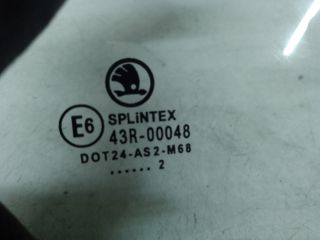 SPLiNTEX
E6 43R-00048
DOT24-AS2-M68
...... 2